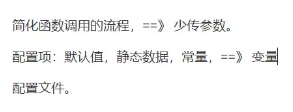 简化函数调用的流程，==》 少传参数。
配置项：默认值，静态数据，常量，==》 变量
配置文件。